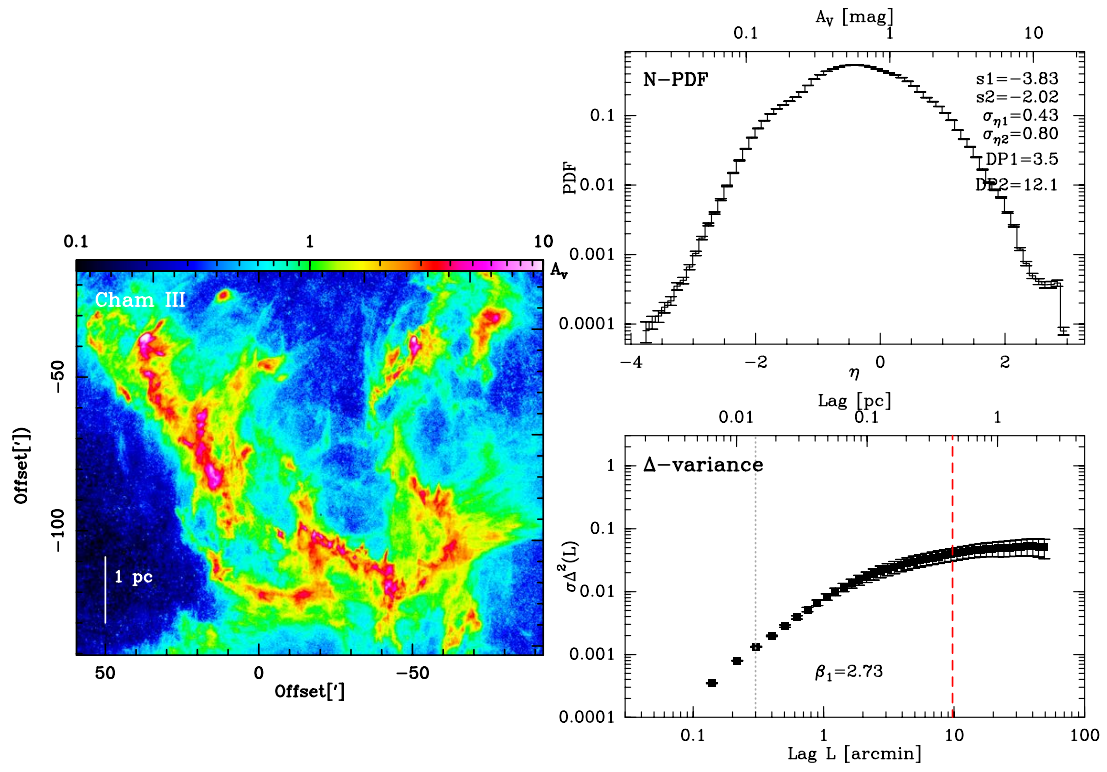 0.1 1 10
A_V
Cham III
1 pc
−50
−100
Offset['])
50 0 −50
Offset[']
A_V [mag]
0.1 1 10
N−PDF
s1=−3.83
s2=−2.02
σ_η1=0.43
σ_η2=0.80
DP1=3.5
DP2=12.1
PDF
0.1
0.01
0.001
0.0001
−4 −2 0 2
η
Lag [pc]
0.01 0.1 1
Δ−variance
σΔ²(L)
1
0.1
0.01
0.001
0.0001
β₁=2.73
0.1 1 10 100
Lag L [arcmin]